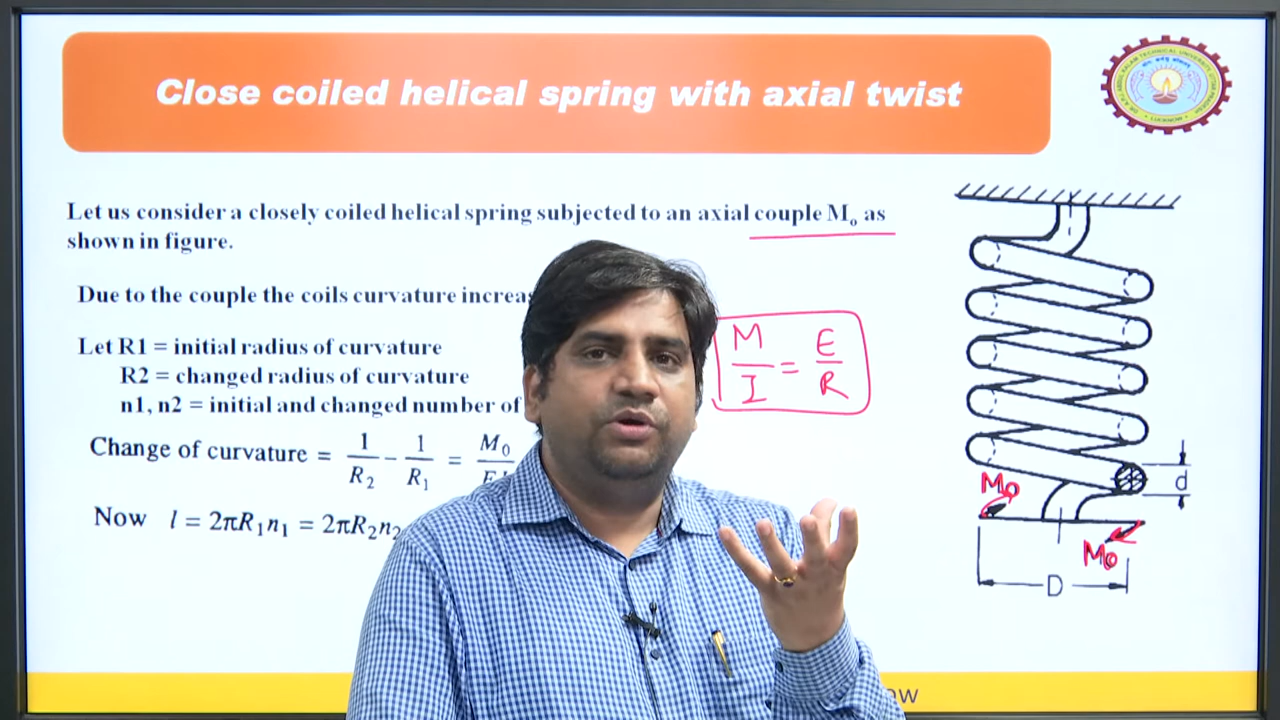 Close coiled helical spring with axial twist
Let us consider a closely coiled helical spring subjected to an axial couple Mₒ as
shown in figure.
Due to the couple the coils curvature
Let R1 = initial radius of curvature
R2 = changed radius of curvature
n1, n2 = initial and changed number of
Change of curvature = 1/R₂ - 1/R₁ = M₀
Now l = 2πR₁n₁ = 2πR₂n₂
M/I = E/R
d
M₀
M₀
D
LUCKNOW